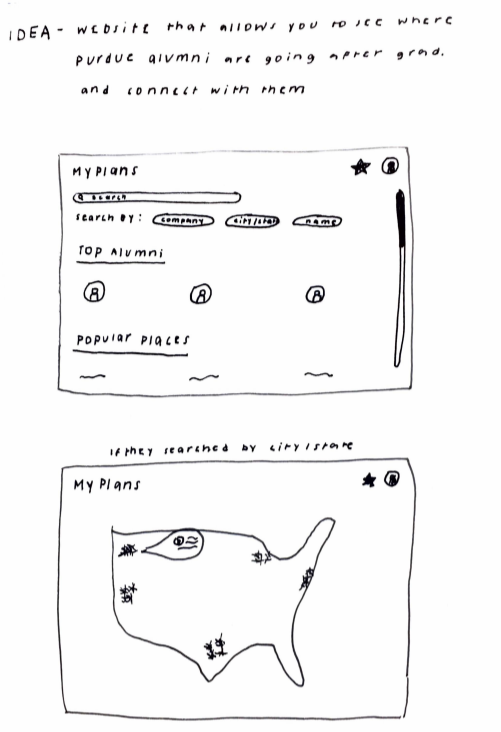 IDEA - website that allows you to see where
purdue alumni are going after grad.
and connect with them
My Plans
search
search by: company city/state name
Top Alumni
Popular Places
if they searched by city/state
My Plans